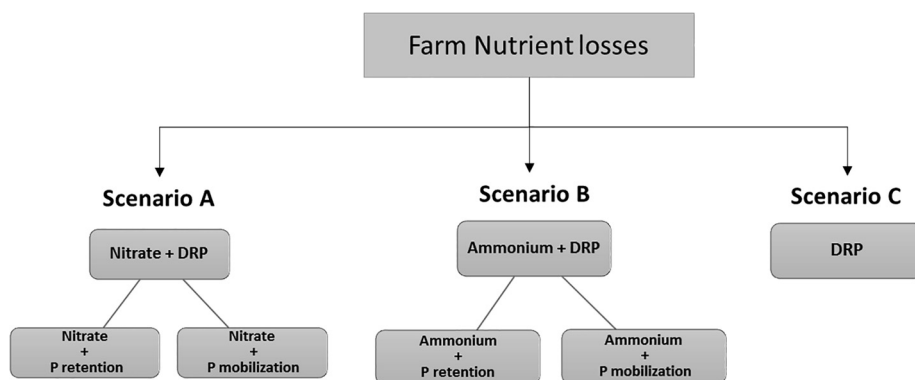 Farm Nutrient losses
Scenario A
Scenario B
Scenario C
Nitrate + DRP
Ammonium + DRP
DRP
Nitrate
+
P retention
Nitrate
+
P mobilization
Ammonium
+
P retention
Ammonium
+
P mobilization